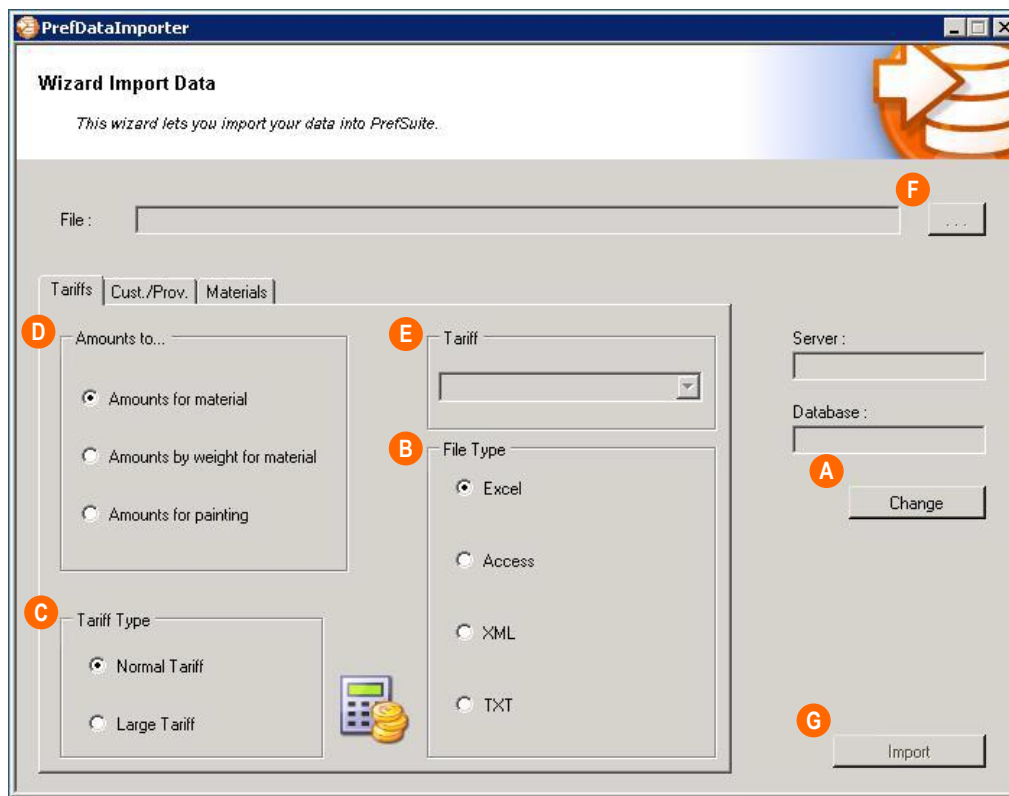 PrefDataImporter
Wizard Import Data
This wizard lets you import your data into PrefSuite.
F
File :
...
Tariffs
Cust./Prov.
Materials
D
Amounts to...
Amounts for material
Amounts by weight for material
Amounts for painting
E
Tariff
Server :
Database :
A
Change
B
File Type
Excel
Access
XML
TXT
C
Tariff Type
Normal Tariff
Large Tariff
G
Import